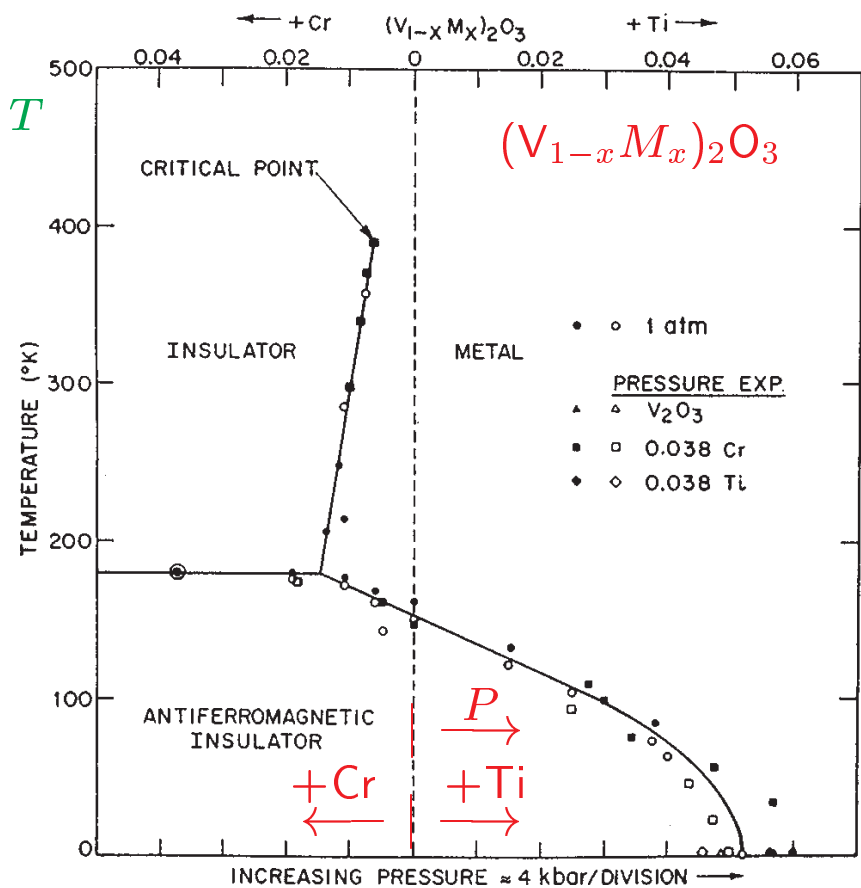 +Cr (V1-XMX)2O3 +Ti
0.04 0.02 0 0.02 0.04 0.06
500
T
(V1−xMx)2O3
CRITICAL POINT
400
INSULATOR METAL
1 atm
300
PRESSURE EXP.
V2O3
0.038 Cr
0.038 Ti
TEMPERATURE (°K)
200
100
ANTIFERROMAGNETIC
INSULATOR
P
+Cr +Ti
0
INCREASING PRESSURE ≈ 4 kbar/DIVISION